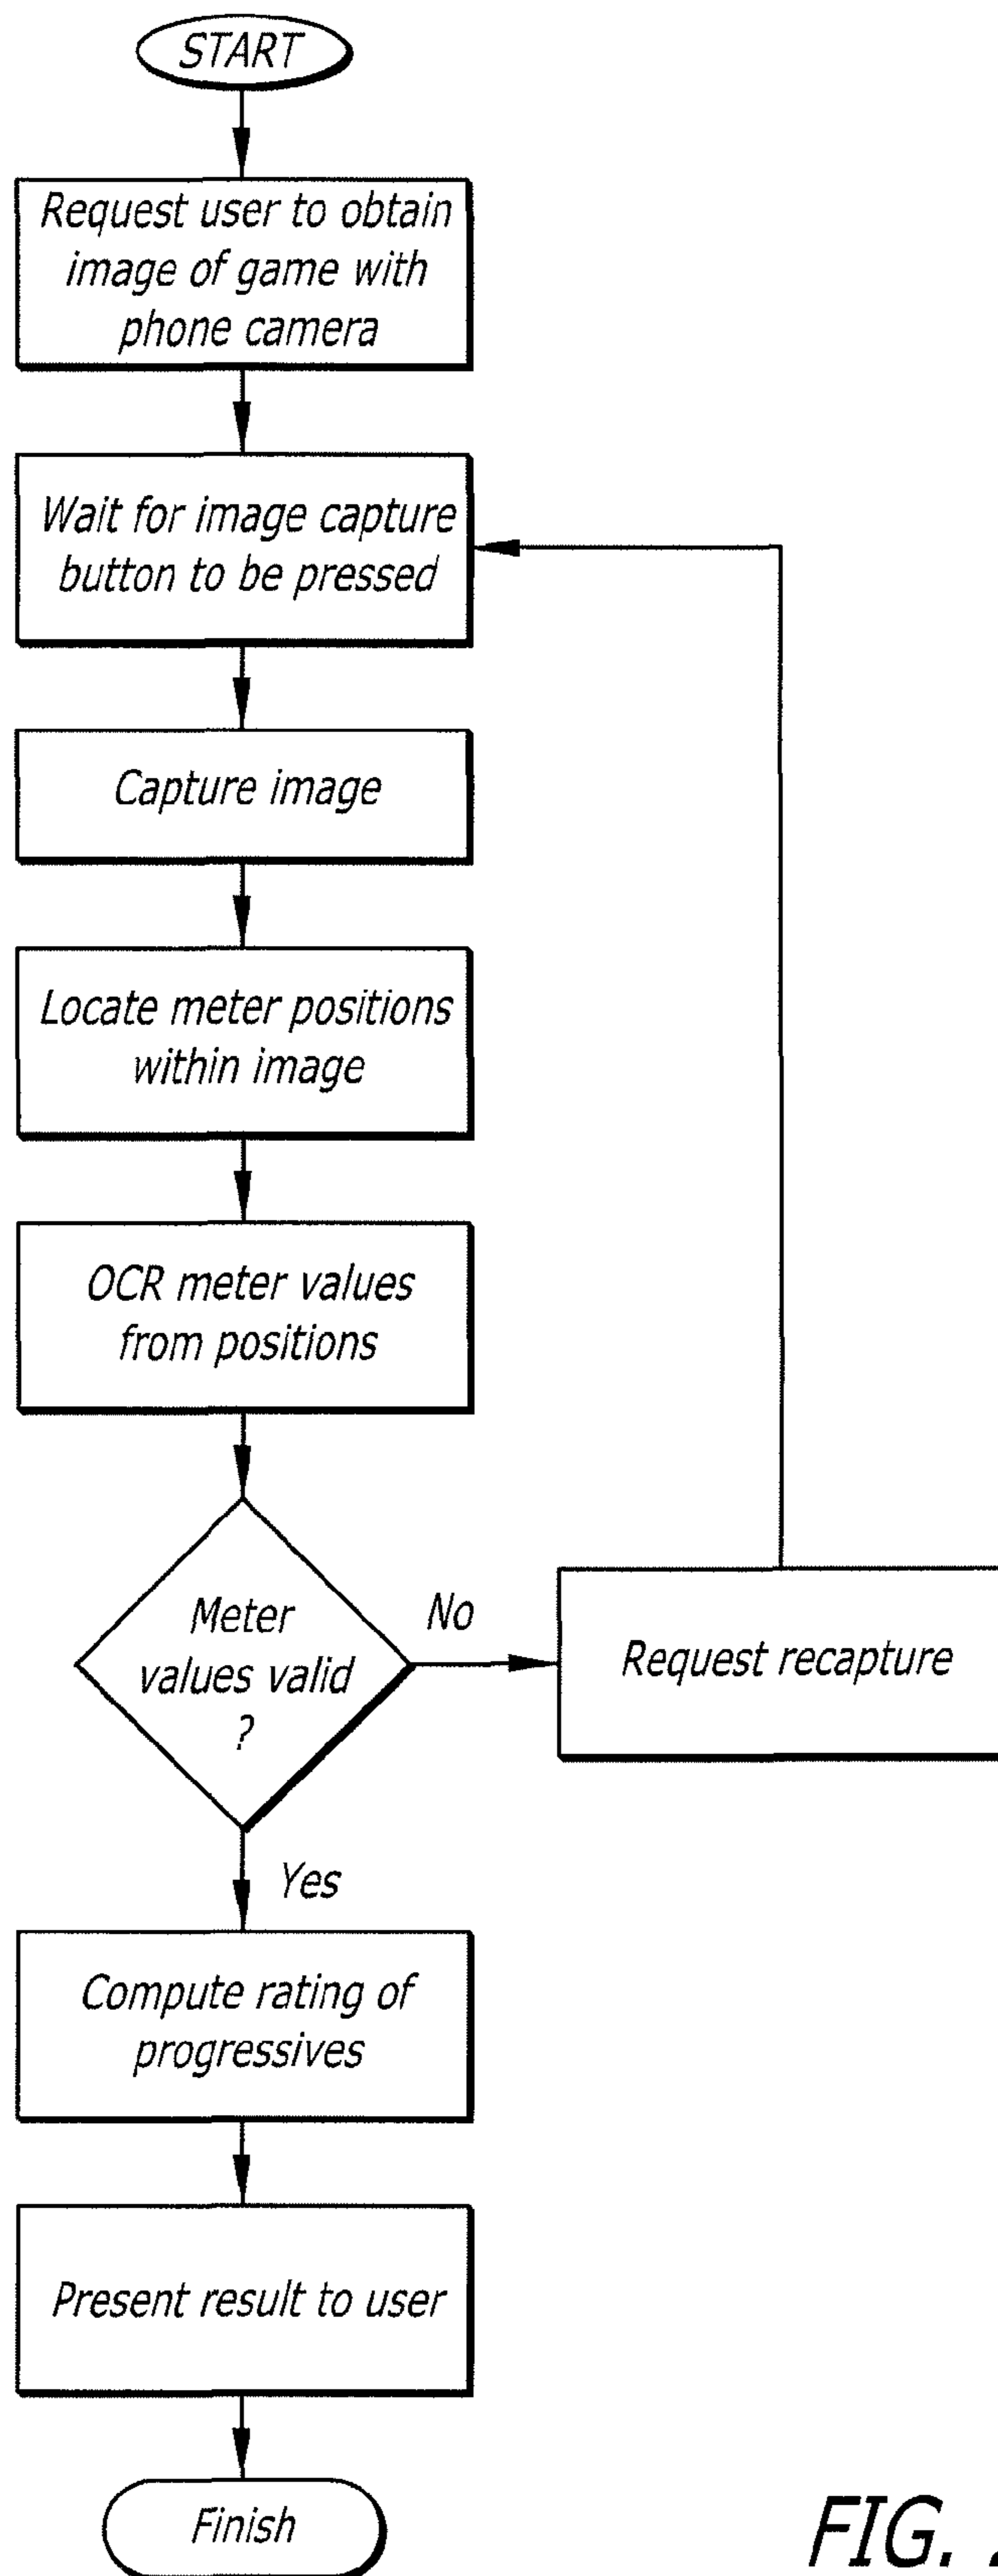 START
Request user to obtain
image of game with
phone camera
Wait for image capture
button to be pressed
Capture image
Locate meter positions
within image
OCR meter values
from positions
Meter
values valid
?
No
Request recapture
Yes
Compute rating of
progressives
Present result to user
Finish
FIG.